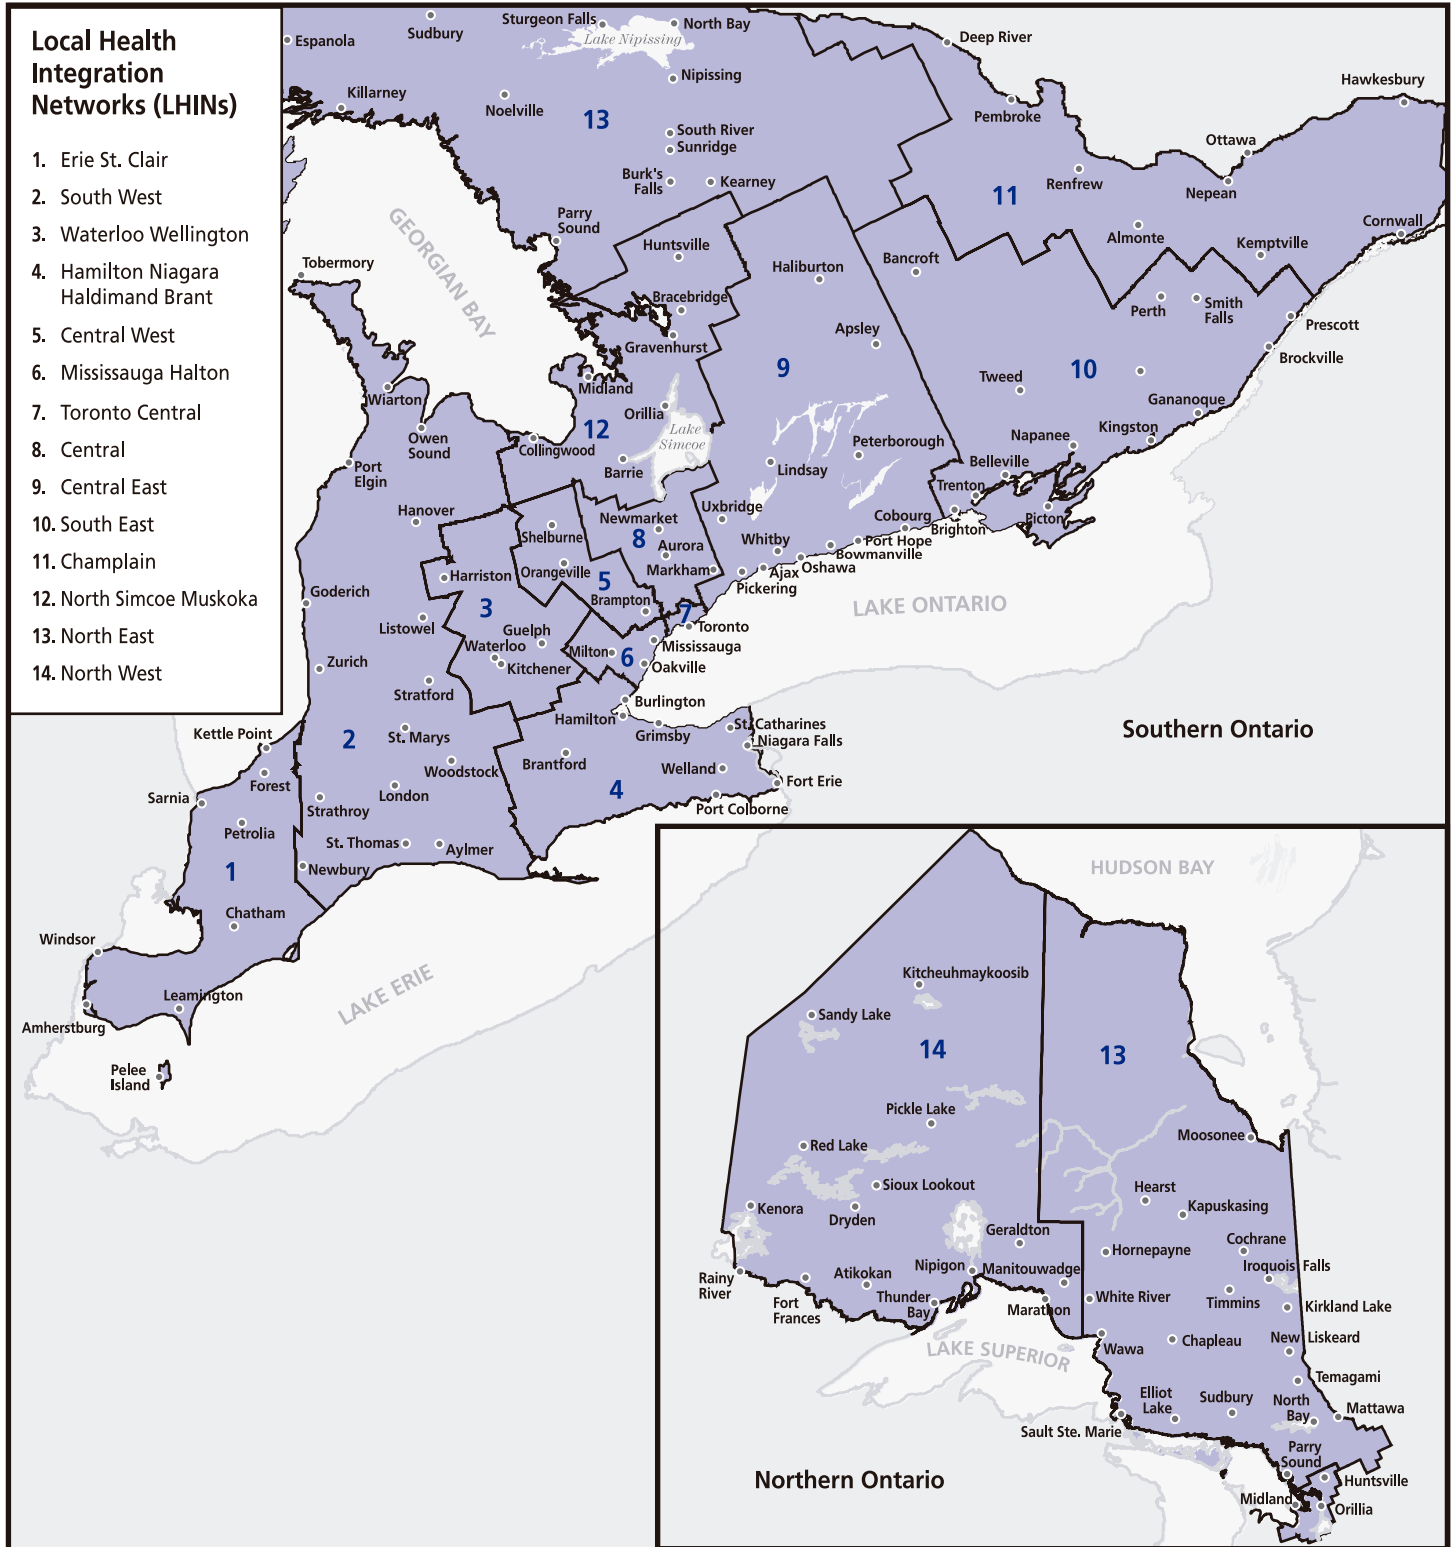 Local Health
Integration
Networks (LHINs)
1. Erie St. Clair
2. South West
3. Waterloo Wellington
4. Hamilton Niagara
Haldimand Brant
5. Central West
6. Mississauga Halton
7. Toronto Central
8. Central
9. Central East
10. South East
11. Champlain
12. North Simcoe Muskoka
13. North East
14. North West
Espanola
Sudbury
Sturgeon Falls
North Bay
Lake Nipissing
Deep River
Hawkesbury
Killarney
Noelville
Nipissing
13
Pembroke
South River
Sunridge
Ottawa
Burk's
Falls
Kearney
Renfrew
Nepean
11
GEORGIAN BAY
Parry
Sound
Cornwall
Huntsville
Almonte
Kemptville
Tobermory
Haliburton
Bancroft
Bracebridge
Perth
Smith
Falls
Prescott
Gravenhurst
Apsley
Brockville
9
10
Midland
Tweed
Wiarton
Orillia
Gananoque
12
Lake
Simcoe
Owen
Sound
Collingwood
Kingston
Peterborough
Napanee
Barrie
Lindsay
Belleville
Port
Elgin
Trenton
Hanover
Newmarket
Uxbridge
Cobourg
Brighton
Picton
Shelburne
8
Whitby
Port Hope
Aurora
Bowmanville
Orangeville
Markham
Ajax
Oshawa
Harriston
5
Pickering
Goderich
Brampton
3
7
LAKE ONTARIO
Listowel
Guelph
Toronto
Waterloo
Milton
Mississauga
Zurich
Kitchener
6
Oakville
Stratford
Burlington
Hamilton
Grimsby
St. Catharines
Southern Ontario
Kettle Point
2
St. Marys
Niagara Falls
Brantford
Welland
Woodstock
Forest
4
Fort Erie
Sarnia
London
Strathroy
Port Colborne
Petrolia
St. Thomas
Aylmer
1
Newbury
Chatham
Windsor
LAKE ERIE
Leamington
Amherstburg
Pelee
Island
HUDSON BAY
Kitcheuhmaykoosib
Sandy Lake
14
13
Pickle Lake
Moosonee
Red Lake
Sioux Lookout
Hearst
Kapuskasing
Kenora
Dryden
Geraldton
Cochrane
Hornepayne
Nipigon
Manitouwadge
Iroquois Falls
Rainy
River
Atikokan
Fort
Frances
Thunder
Bay
Marathon
White River
Timmins
Kirkland Lake
LAKE SUPERIOR
Wawa
Chapleau
New Liskeard
Temagami
Elliot
Lake
Sudbury
North
Bay
Mattawa
Sault Ste. Marie
Parry
Sound
Northern Ontario
Huntsville
Midland
Orillia